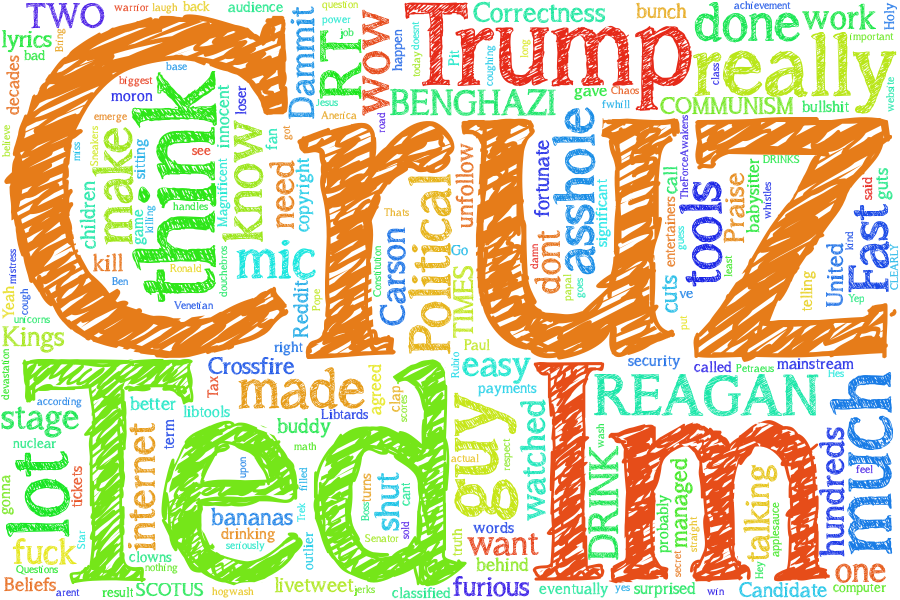 TWO
warrior
laugh
back
audience
lyrics
bad
Bring
decades
biggest
base
moron
emerge
believe
miss
Sneakers
make
children
game
killing
sitting
think
see
handles
innocent
loser
Magnificent
know
Fan
got
need
copyright
Dammit
question
power
RT
job
Jesus
America
wow
happen
road
today
doesnt
Trump
Correctness
Pit
coughing
long
BENGHAZI
gave
Chaos
fwhill
bunch
achievement
done
work
Holy
important
really
class
website
COMMUNISM
bullshit
Cruz
kill
mistress
cough
Yeah
unicorns
Kings
Ben
Ronald
Venetian
douchebros
mic
Reddit
Pope
right
Thats
Constitution
Carson
Political
TIMES
unfollow
Go
Paul
Rubio
fortunate
dont
damn
papal
goes
asshole
significant
cuts
ve
entertainers
guess
call
TheForceAwakens
tools
put
least
Praise
babysitter
DRINKS
whistles
telling
United
kind
Yep
Fast
said
guts
CLEARLY
security
called
Petraeus
mainstream
Hes
devastation
according
stage
nuclear
gonna
lot
tickets
Star
fuck
Questions
Beliefs
arent
Ted
better
internet
term
clowns
nothing
result
SCOTUS
hogwash
Crossfire
Tax
libtools
made
Libtards
buddy
math
upon
filled
Trek
bananas
drinking
seriously
outlier
livetweet
jerks
agreed
clap
scores
Boss
turns
shut
cant
sold
Senator
classified
easy
payments
guy
actual
respect
truth
words
want
behind
furious
watched
Im
REAGAN
DRINK
wash
probably
managed
secret
straight
talking
Hey
applesauce
eventually
yes
surprised
win
Candidate
hundreds
much
feel
one
computer